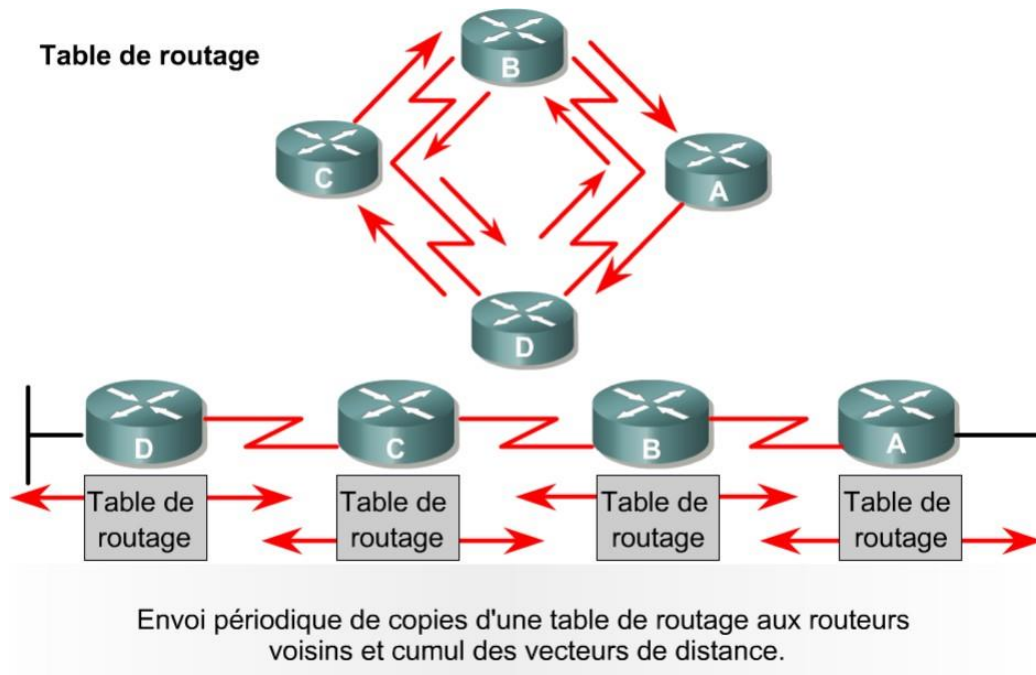 Table de routage
B
C
A
D
D
C
B
A
Table de routage
Table de routage
Table de routage
Table de routage
Envoi périodique de copies d'une table de routage aux routeurs
voisins et cumul des vecteurs de distance.